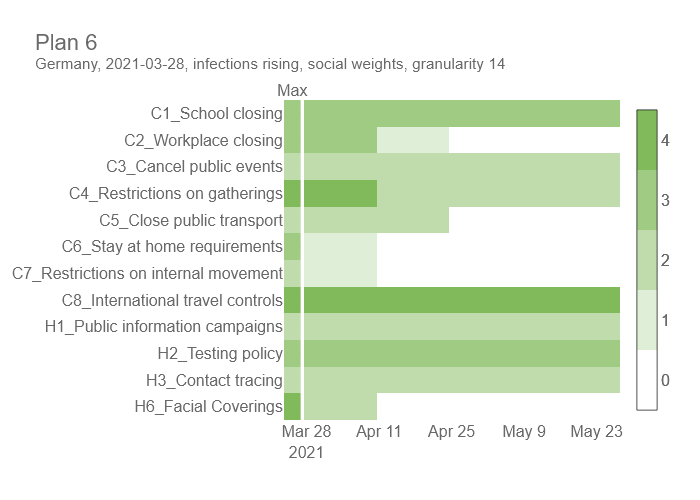 Plan 6
Germany, 2021-03-28, infections rising, social weights, granularity 14
Max
C1_School closing
C2_Workplace closing
C3_Cancel public events
C4_Restrictions on gatherings
C5_Close public transport
C6_Stay at home requirements
C7_Restrictions on internal movement
C8_International travel controls
H1_Public information campaigns
H2_Testing policy
H3_Contact tracing
H6_Facial Coverings
Mar 28 Apr 11 Apr 25 May 9 May 23
2021
4
3
2
1
0